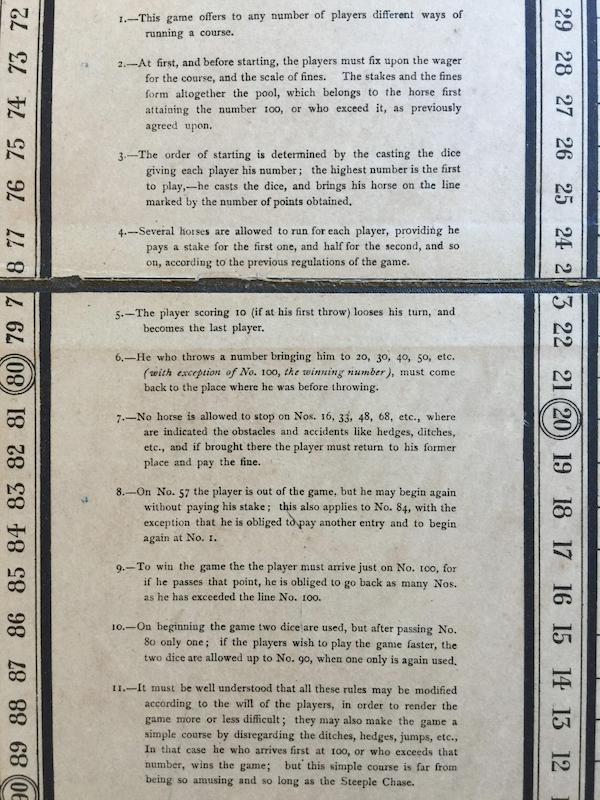 1.—This game offers to any number of players different ways of
running a course.
2.—At first, and before starting, the players must fix upon the wager
for the course, and the scale of fines. The stakes and the fines
form altogether the pool, which belongs to the horse first
attaining the number 100, or who exceed it, as previously
agreed upon.
3.—The order of starting is determined by the casting the dice
giving each player his number; the highest number is the first
to play,—he casts the dice, and brings his horse on the line
marked by the number of points obtained.
4.—Several horses are allowed to run for each player, providing he
pays a stake for the first one, and half for the second, and so
on, according to the previous regulations of the game.
5.—The player scoring 10 (if at his first throw) looses his turn, and
becomes the last player.
6.—He who throws a number bringing him to 20, 30, 40, 50, etc.
(with exception of No. 100, the winning number), must come
back to the place where he was before throwing.
7.—No horse is allowed to stop on Nos. 16, 33, 48, 68, etc., where
are indicated the obstacles and accidents like hedges, ditches,
etc., and if brought there the player must return to his former
place and pay the fine.
8.—On No. 57 the player is out of the game, but he may begin again
without paying his stake; this also applies to No. 84, with the
exception that he is obliged to pay another entry and to begin
again at No. 1.
9.—To win the game the the player must arrive just on No. 100, for
if he passes that point, he is obliged to go back as many Nos.
as he has exceeded the line No. 100.
10.—On beginning the game two dice are used, but after passing No.
80 only one; if the players wish to play the game faster, the
two dice are allowed up to No. 90, when one only is again used.
11.—It must be well understood that all these rules may be modified
according to the will of the players, in order to render the
game more or less difficult; they may also make the game a
simple course by disregarding the ditches, hedges, jumps, etc.,
In that case he who arrives first at 100, or who exceeds that
number, wins the game; but this simple course is far from
being so amusing and so long as the Steeple Chase.
72
73
74
75
76
77
78
79
80
81
82
83
84
85
86
87
88
89
90
29
28
27
26
25
24
23
22
21
20
19
18
17
16
15
14
13
12